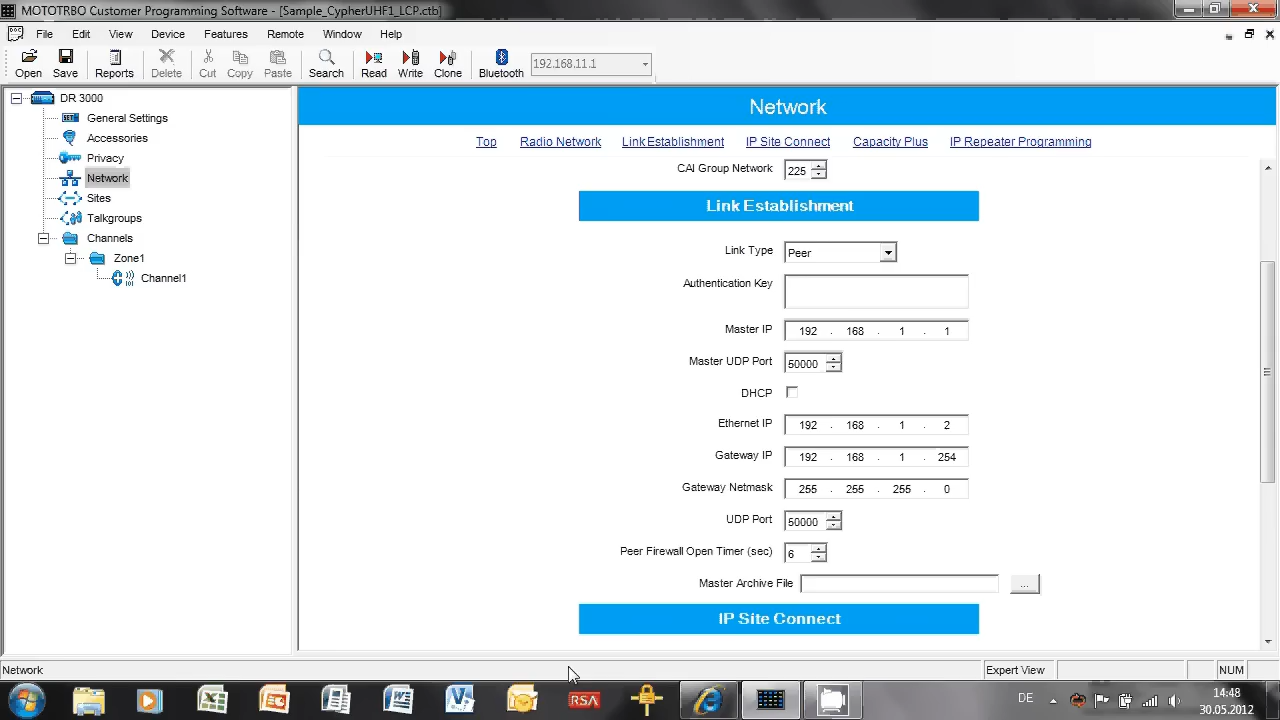 MOTOTRBO Customer Programming Software - [Sample_CypherUHF1_LCP.ctb]
File Edit View Device Features Remote Window Help
Open Save Reports Delete Cut Copy Paste Search Read Write Clone Bluetooth 192.168.11.1
DR 3000
General Settings
Accessories
Privacy
Network
Sites
Talkgroups
Channels
Zone1
Channel1
Network
Top Radio Network Link Establishment IP Site Connect Capacity Plus IP Repeater Programming
CAI Group Network 225
Link Establishment
Link Type Peer
Authentication Key
Master IP 192 . 168 . 1 . 1
Master UDP Port 50000
DHCP
Ethernet IP 192 . 168 . 1 . 2
Gateway IP 192 . 168 . 1 . 254
Gateway Netmask 255 . 255 . 255 . 0
UDP Port 50000
Peer Firewall Open Timer (sec) 6
Master Archive File ...
IP Site Connect
Network Expert View NUM
RSA DE 14:48
30.05.2012